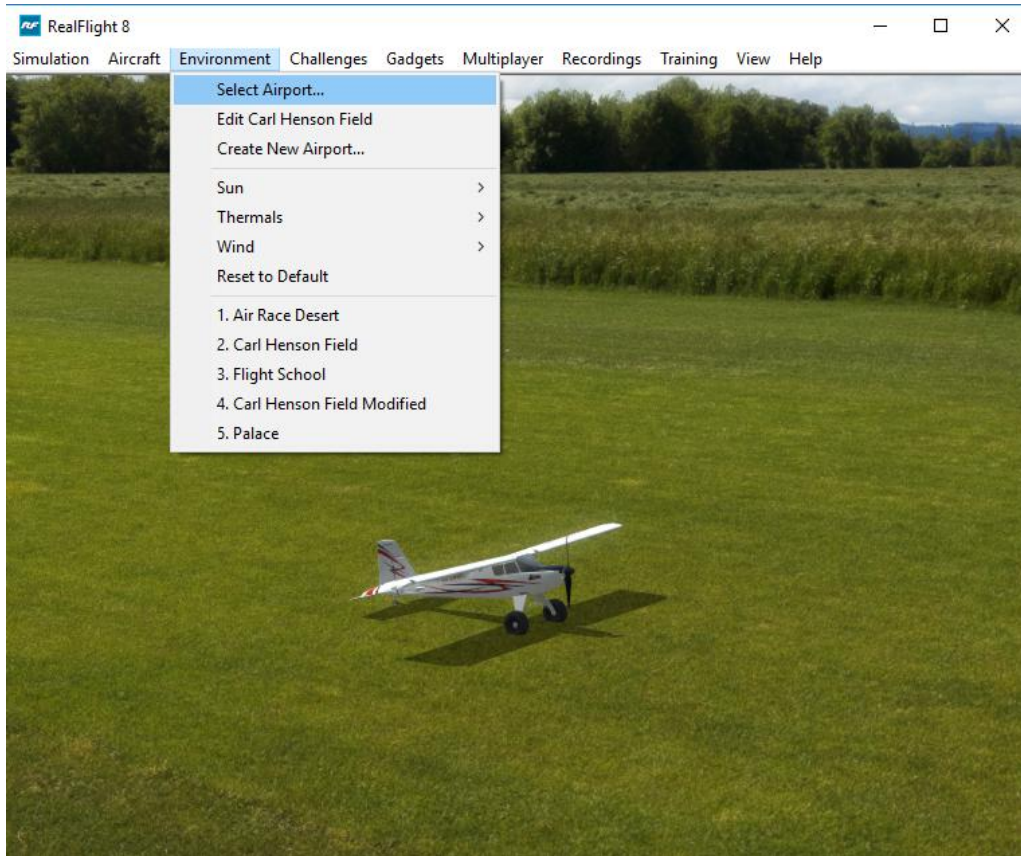 RF RealFlight 8
Simulation Aircraft Environment Challenges Gadgets Multiplayer Recordings Training View Help
Select Airport...
Edit Carl Henson Field
Create New Airport...
Sun
Thermals
Wind
Reset to Default
1. Air Race Desert
2. Carl Henson Field
3. Flight School
4. Carl Henson Field Modified
5. Palace